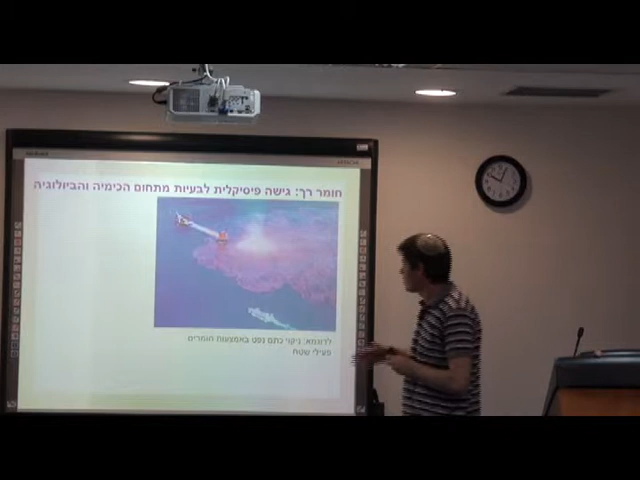 חומר רך: גישה פיסיקלית לבעיות מתחום הכימיה והביולוגיה
לדוגמא: ניקוי כתם נפט באמצעות חומרים
פעילי שטח